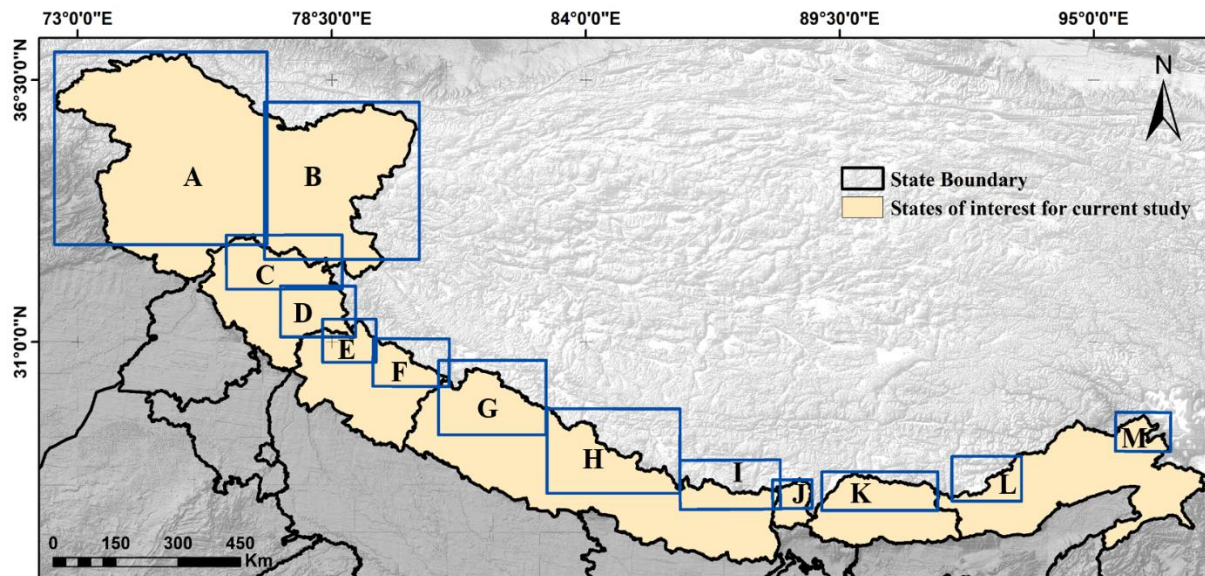 73°0'0"E 78°30'0"E 84°0'0"E 89°30'0"E 95°0'0"E
36°30'0"N
31°0'0"N
N
State Boundary
States of interest for current study
A
B
C
D
E
F
G
H
I
J
K
L
M
0 150 300 450
Km